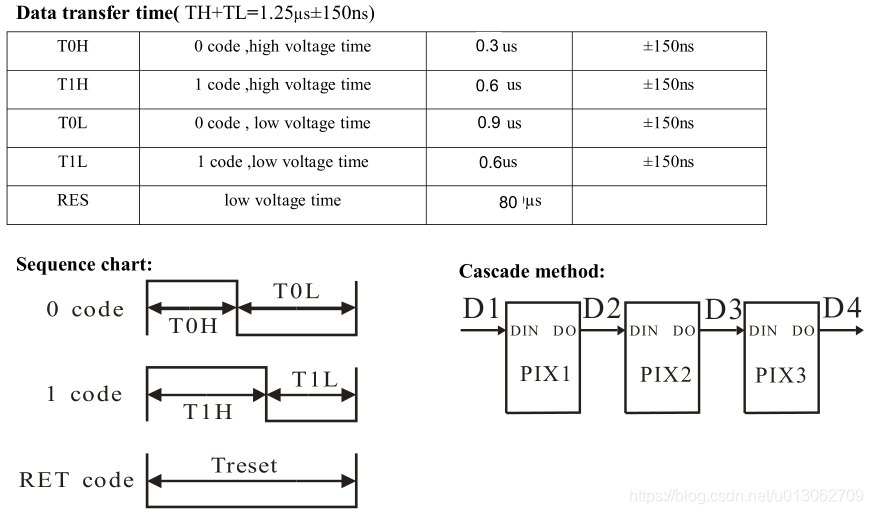 Data transfer time( TH+TL=1.25μs±150ns)
T0H 0 code ,high voltage time 0.3 us ±150ns
T1H 1 code ,high voltage time 0.6 us ±150ns
T0L 0 code , low voltage time 0.9 us ±150ns
T1L 1 code ,low voltage time 0.6us ±150ns
RES low voltage time 80 μs
Sequence chart:
0 code T0H T0L
1 code T1H T1L
RET code Treset
Cascade method:
D1 D2 D3 D4
DIN DO DIN DO DIN DO
PIX1 PIX2 PIX3
https://blog.csdn.net/u013062709